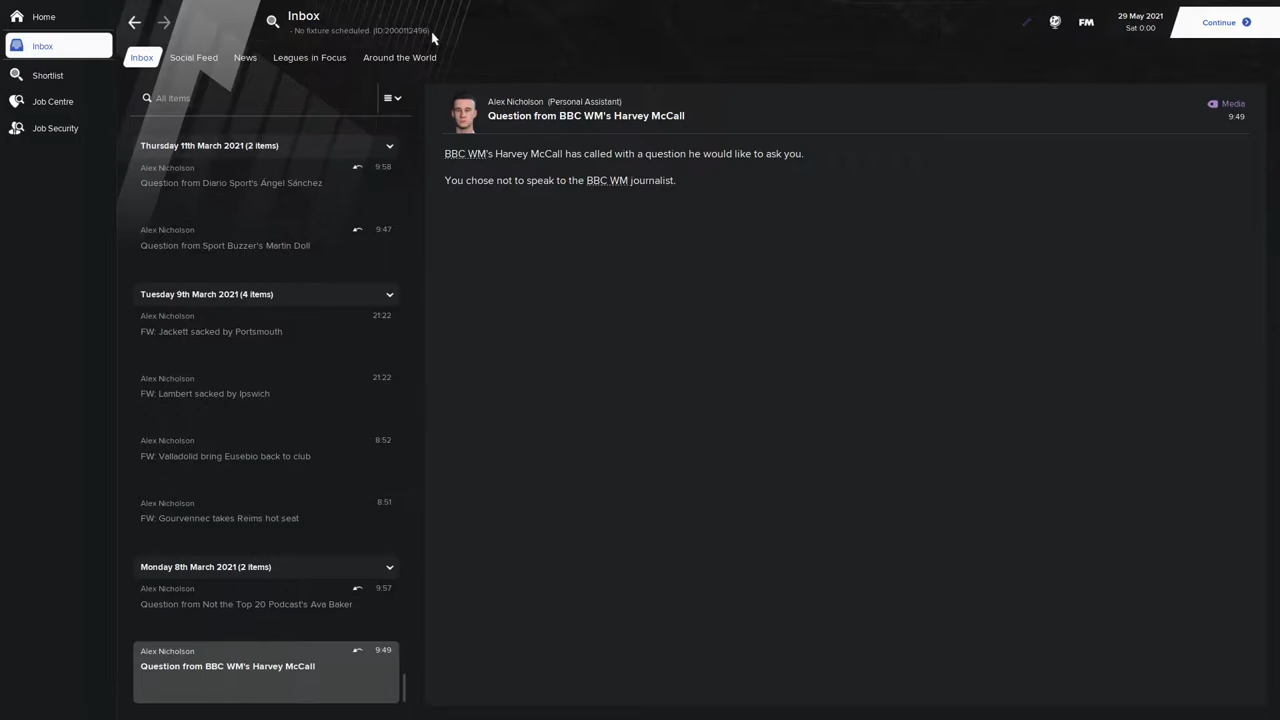 Home
Inbox
Shortlist
Job Centre
Job Security
Inbox
- No fixture scheduled (ID:2000112496)
FM
29 May 2021
Sat 0:00
Continue
Inbox
Social Feed
News
Leagues in Focus
Around the World
All Items
Thursday 11th March 2021 (2 items)
Alex Nicholson
9:58
Question from Diario Sport's Ángel Sánchez
Alex Nicholson
9:47
Question from Sport Buzzer's Martin Doll
Tuesday 9th March 2021 (4 items)
Alex Nicholson
21:22
FW: Jackett sacked by Portsmouth
Alex Nicholson
21:22
FW: Lambert sacked by Ipswich
Alex Nicholson
8:52
FW: Valladolid bring Eusebio back to club
Alex Nicholson
8:51
FW: Gourvennec takes Reims hot seat
Monday 8th March 2021 (2 items)
Alex Nicholson
9:57
Question from Not the Top 20 Podcast's Ava Baker
Alex Nicholson
9:49
Question from BBC WM's Harvey McCall
Alex Nicholson (Personal Assistant)
Question from BBC WM's Harvey McCall
Media
9:49
BBC WM's Harvey McCall has called with a question he would like to ask you.
You chose not to speak to the BBC WM journalist.